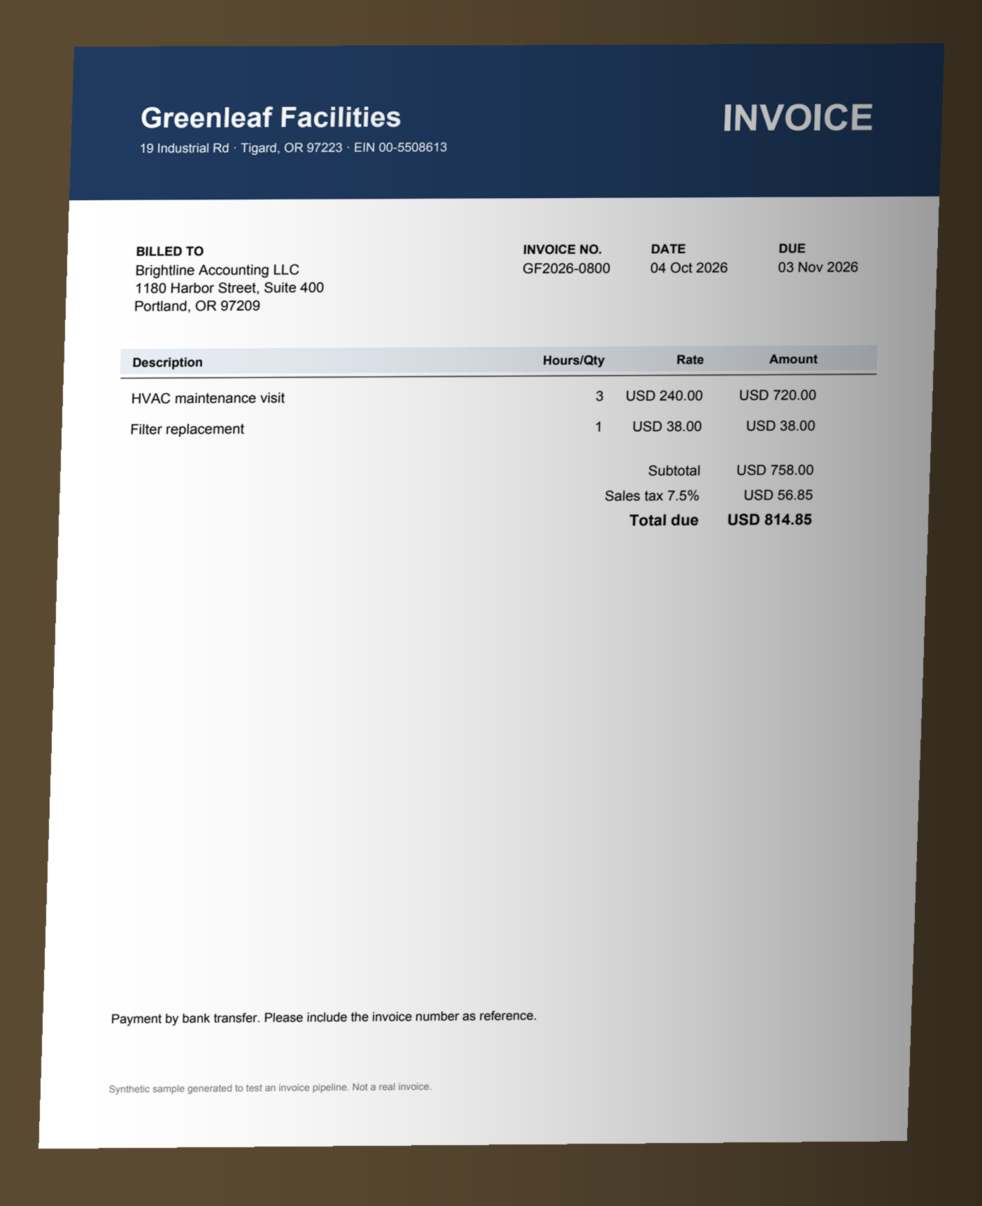 Greenleaf Facilities
INVOICE
19 Industrial Rd · Tigard, OR 97223 · EIN 00-5508613
BILLED TO
Brightline Accounting LLC
1180 Harbor Street, Suite 400
Portland, OR 97209
INVOICE NO.
GF2026-0800
DATE
04 Oct 2026
DUE
03 Nov 2026
Description Hours/Qty Rate Amount
HVAC maintenance visit 3 USD 240.00 USD 720.00
Filter replacement 1 USD 38.00 USD 38.00
Subtotal USD 758.00
Sales tax 7.5% USD 56.85
Total due USD 814.85
Payment by bank transfer. Please include the invoice number as reference.
Synthetic sample generated to test an invoice pipeline. Not a real invoice.